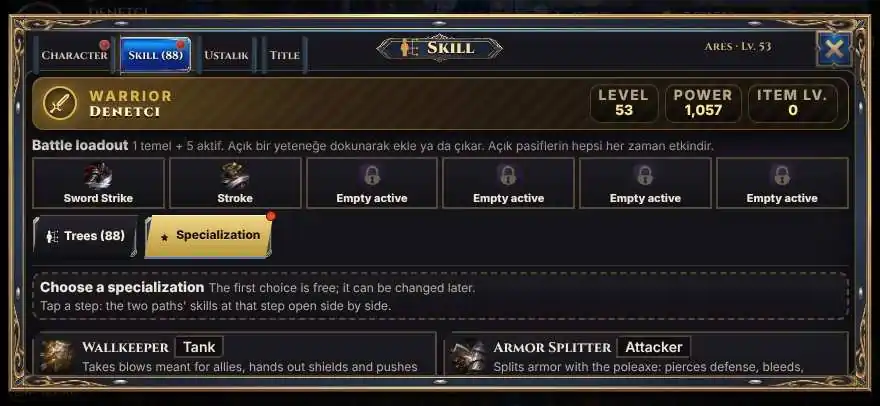 DENETCI
CHARACTER
SKILL (88)
USTALIK
TITLE
SKILL
ARES · LV. 53
WARRIOR
DENETCI
LEVEL
53
POWER
1,057
ITEM LV.
0
Battle loadout 1 temel + 5 aktif. Açık bir yeteneğe dokunarak ekle ya da çıkar. Açık pasiflerin hepsi her zaman etkindir.
Sword Strike
Stroke
Empty active
Empty active
Empty active
Empty active
Trees (88)
Specialization
Choose a specialization The first choice is free; it can be changed later.
Tap a step: the two paths' skills at that step open side by side.
WALLKEEPER Tank
Takes blows meant for allies, hands out shields and pushes
ARMOR SPLITTER Attacker
Splits armor with the poleaxe: pierces defense, bleeds,